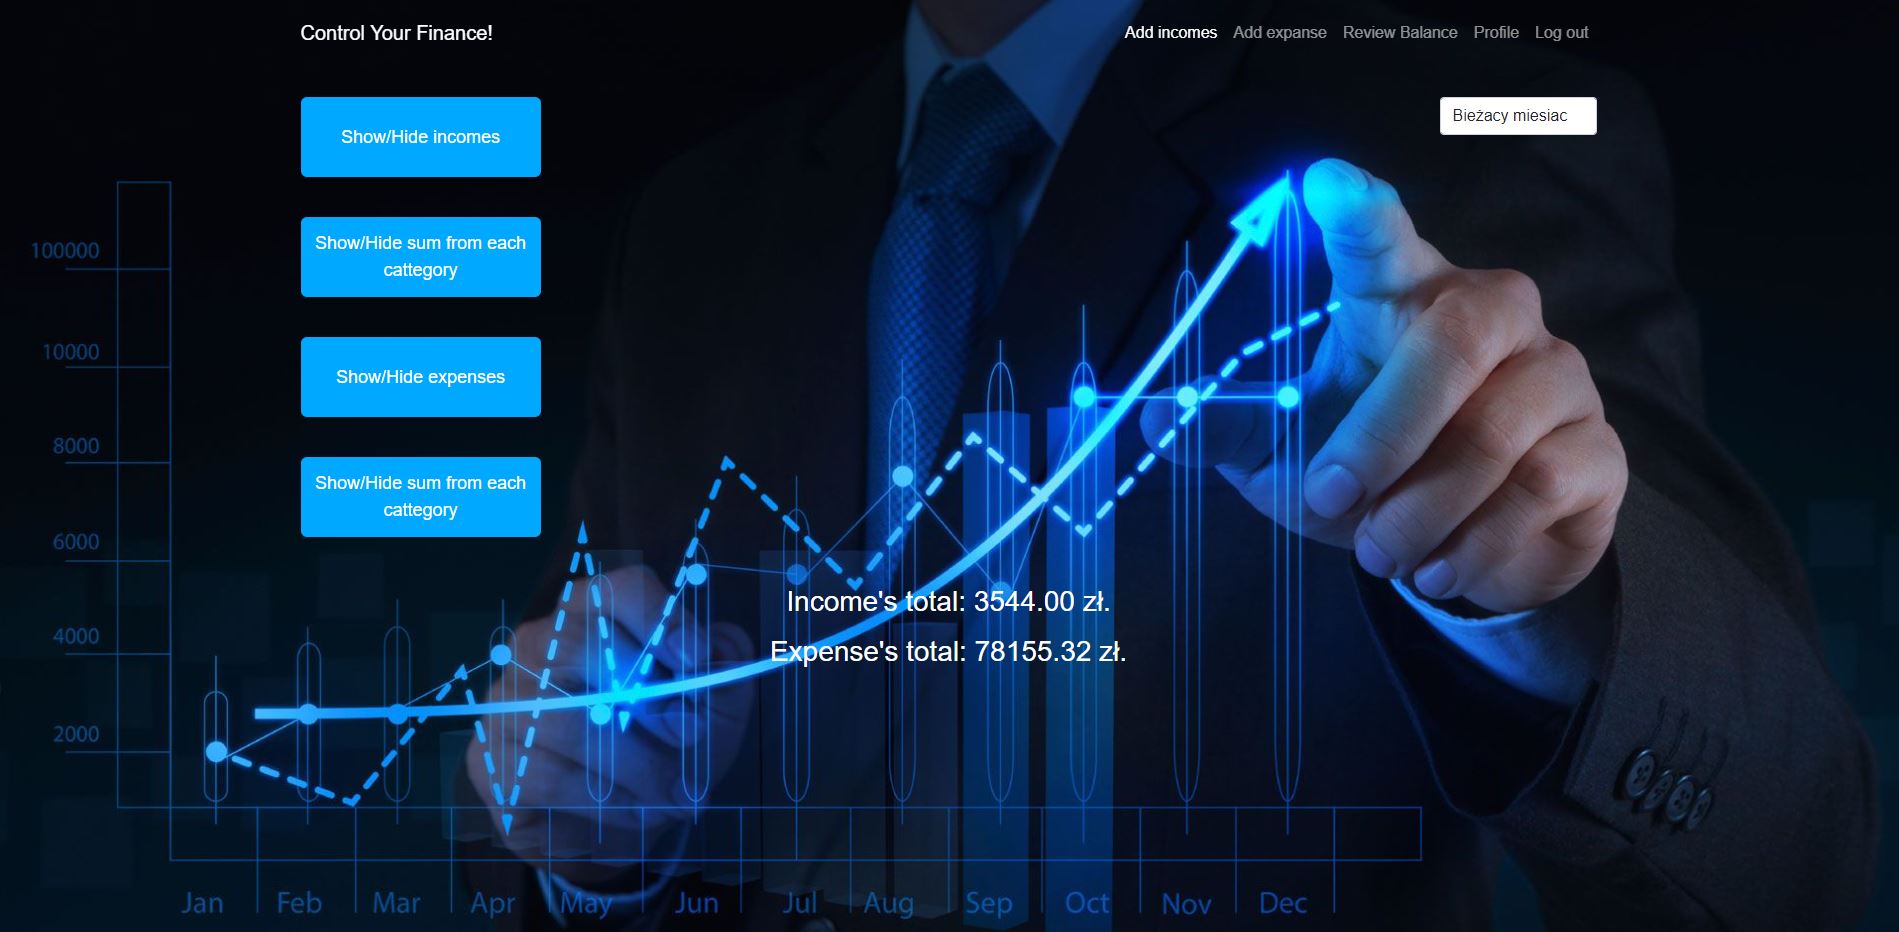 Control Your Finance!
Add incomes Add expanse Review Balance Profile Log out
Show/Hide incomes
Bieżacy miesiac
Show/Hide sum from each
cattegory
Show/Hide expenses
Show/Hide sum from each
cattegory
Income's total: 3544.00 zł.
Expense's total: 78155.32 zł.
100000
10000
8000
6000
4000
2000
Jan Feb Mar Apr May Jun Jul Aug Sep Oct Nov Dec